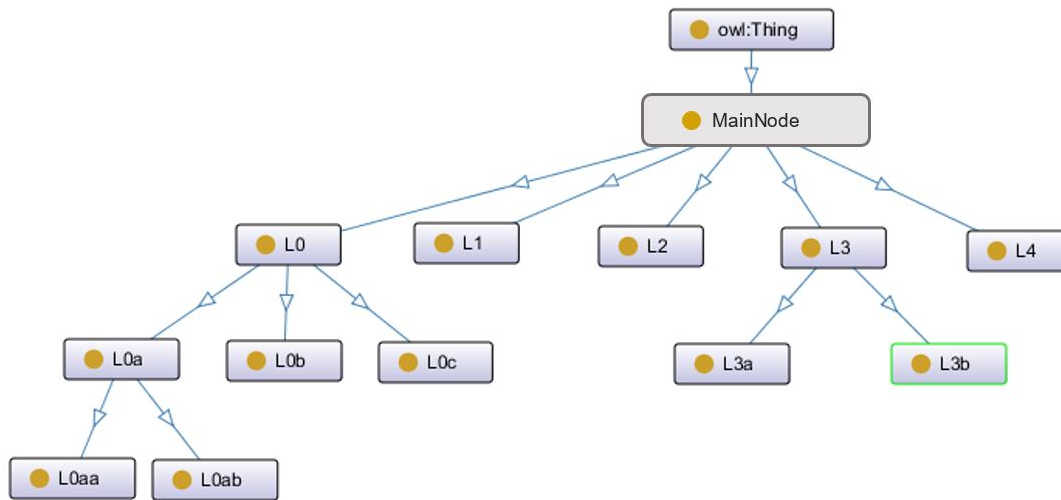 owl:Thing
MainNode
L0
L1
L2
L3
L4
L0a
L0b
L0c
L3a
L3b
L0aa
L0ab